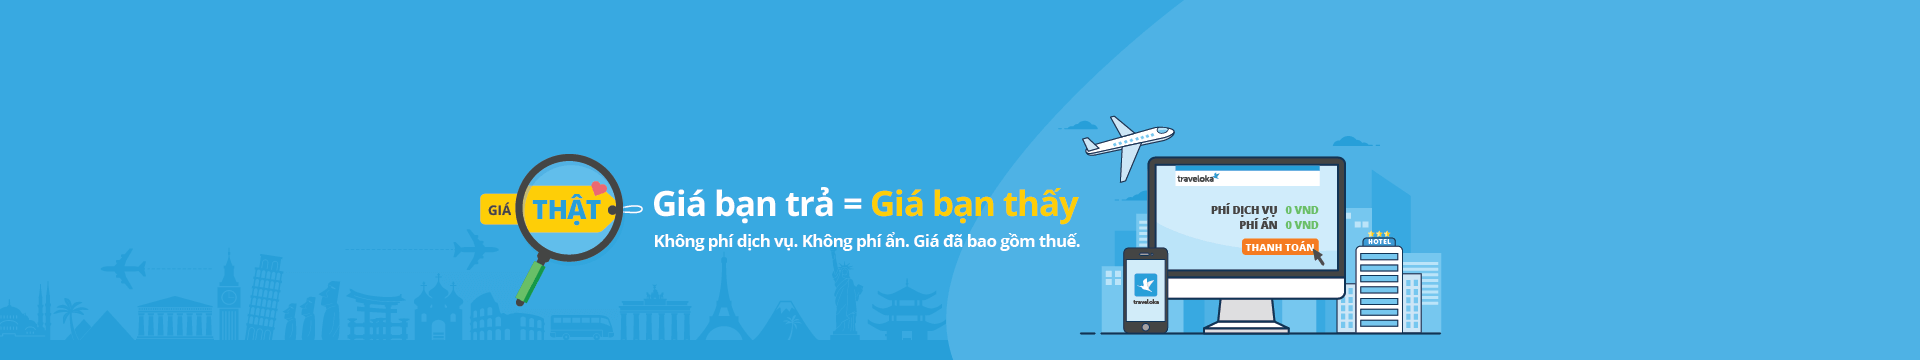 GIÁ THẬT
Giá bạn trả = Giá bạn thấy
Không phí dịch vụ. Không phí ẩn. Giá đã bao gồm thuế.
traveloka
PHÍ DỊCH VỤ 0 VND
PHÍ ẨN 0 VND
THANH TOÁN
HOTEL
traveloka